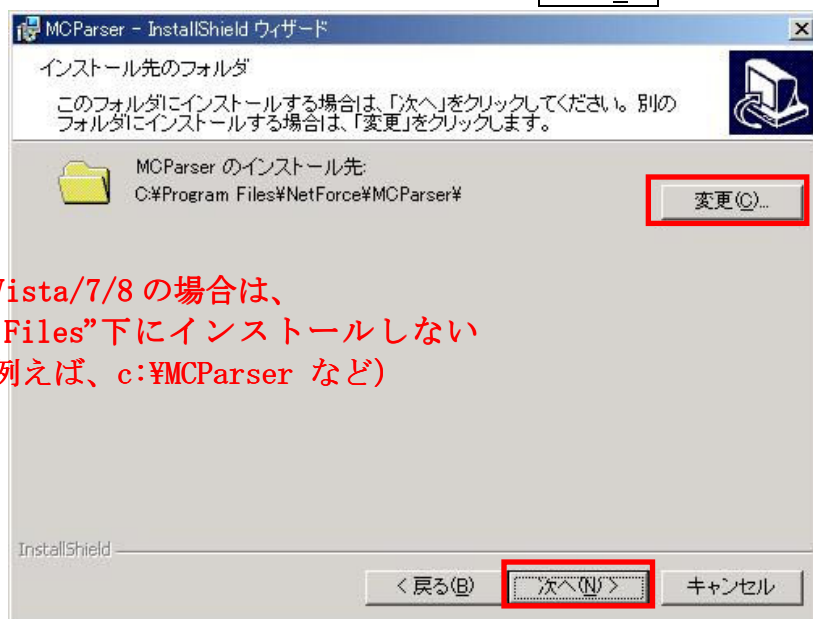 MCParser - InstallShield ウィザード
インストール先のフォルダ
このフォルダにインストールする場合は、「次へ」をクリックしてください。別の
フォルダにインストールする場合は、「変更」をクリックします。
MCParser のインストール先:
C:¥Program Files¥NetForce¥MCParser¥
変更(C)...
Vista/7/8 の場合は、
Files”下にインストールしない
例えば、c:¥MCParser など)
InstallShield
< 戻る(B)
次へ(N) >
キャンセル